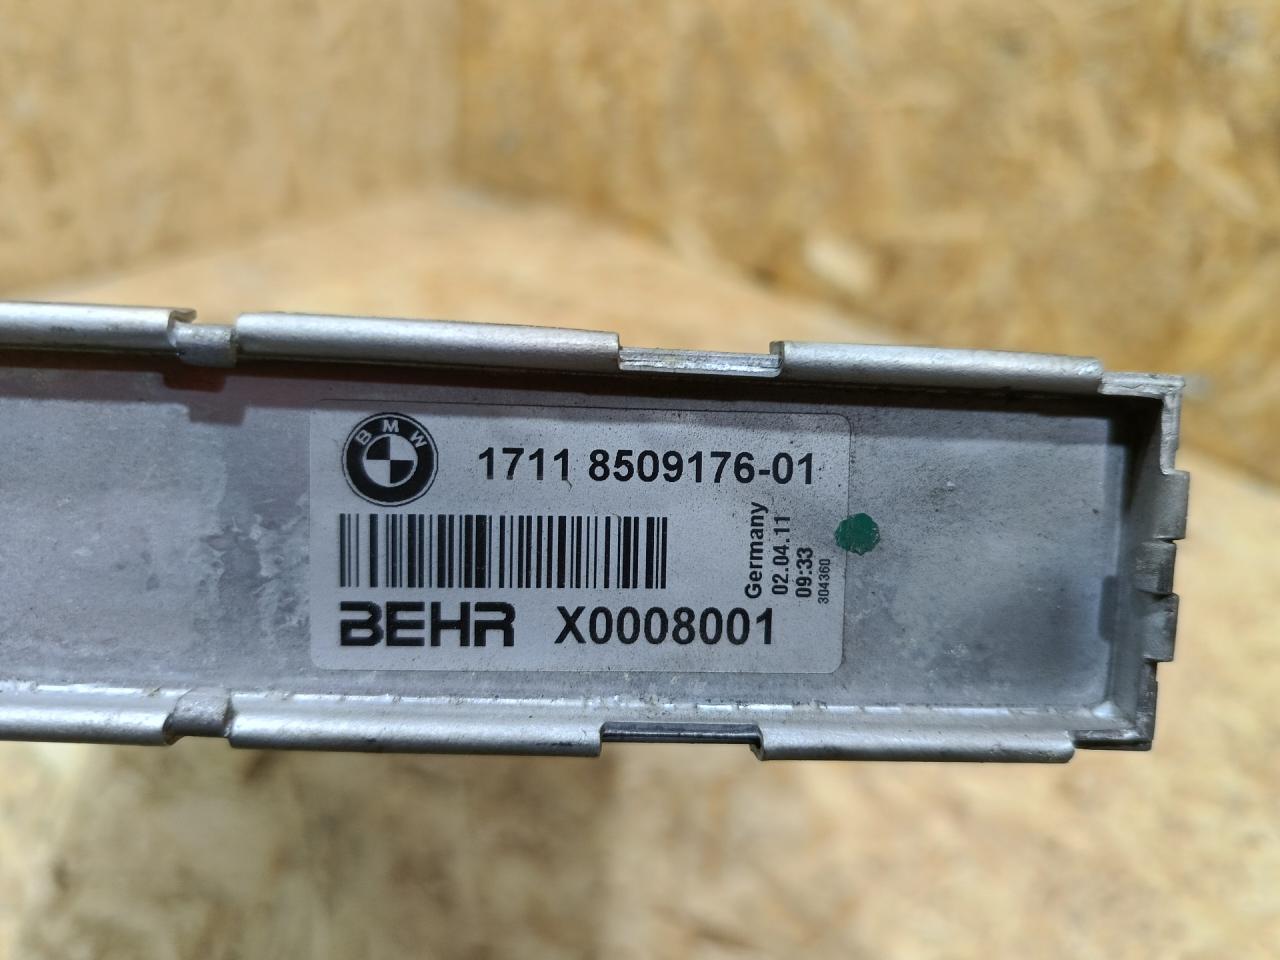 BMW
1711 8509176-01
Germany
02.04.11
09:33
304360
BEHR X0008001